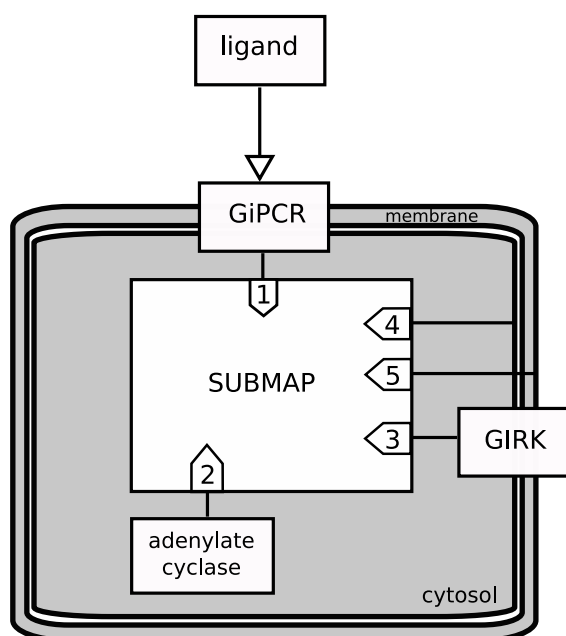 ligand
GiPCR
membrane
1
4
SUBMAP
5
3
GIRK
2
adenylate
cyclase
cytosol